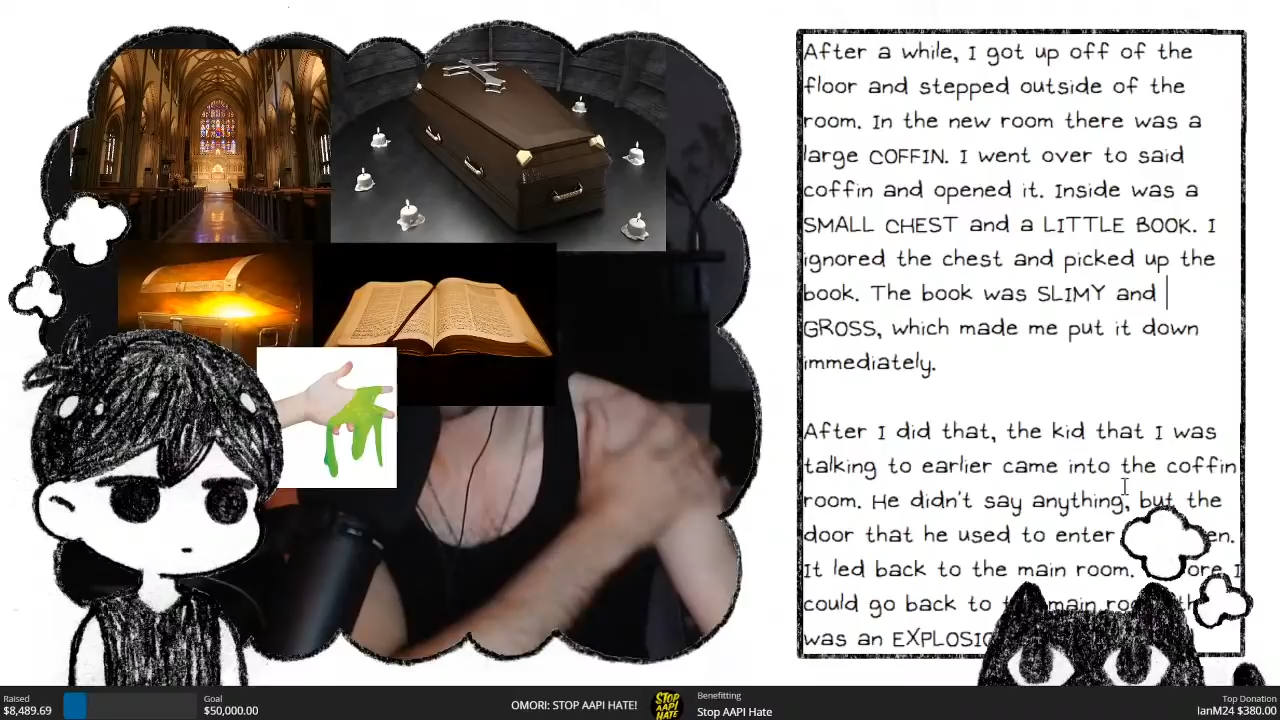 After a while, I got up off of the
floor and stepped outside of the
room. In the new room there was a
large COFFIN. I went over to said
coffin and opened it. Inside was a
SMALL CHEST and a LITTLE BOOK. I
ignored the chest and picked up the
book. The book was SLIMY and
GROSS, which made me put it down
immediately.
After I did that, the kid that I was
talking to earlier came into the coffin
room. He didn't say anything, but the
door that he used to enter
It led back to the main room. I
could go back to main
was an
Raised
$8,489.69
Goal
$50,000.00
OMORI: STOP AAPI HATE!
STOP
AAPI
HATE
Benefitting
Stop AAPI Hate
Top Donation
IanM24 $380.00